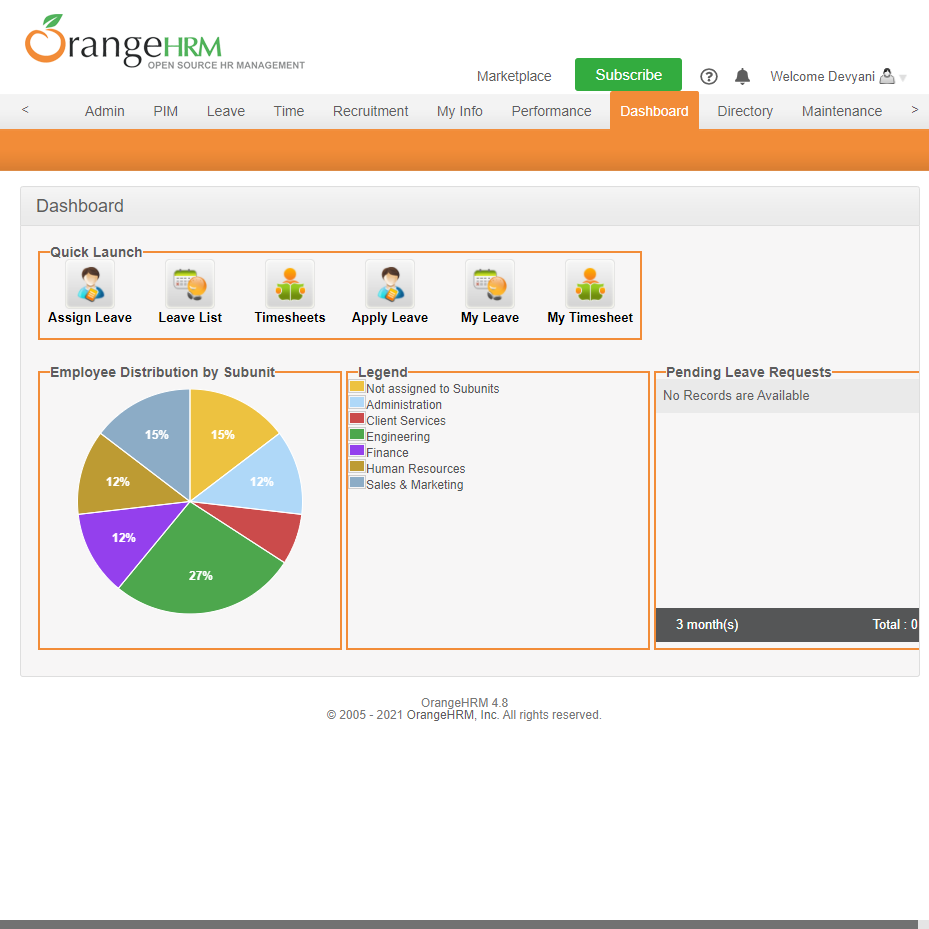 OrangeHRM
OPEN SOURCE HR MANAGEMENT
Marketplace Subscribe ? Welcome Devyani
< Admin PIM Leave Time Recruitment My Info Performance Dashboard Directory Maintenance >
Dashboard
Quick Launch
Assign Leave Leave List Timesheets Apply Leave My Leave My Timesheet
Employee Distribution by Subunit
15% 15%
12% 12%
12%
27%
Legend
Not assigned to Subunits
Administration
Client Services
Engineering
Finance
Human Resources
Sales & Marketing
Pending Leave Requests
No Records are Available
3 month(s) Total : 0
OrangeHRM 4.8
© 2005 - 2021 OrangeHRM, Inc. All rights reserved.